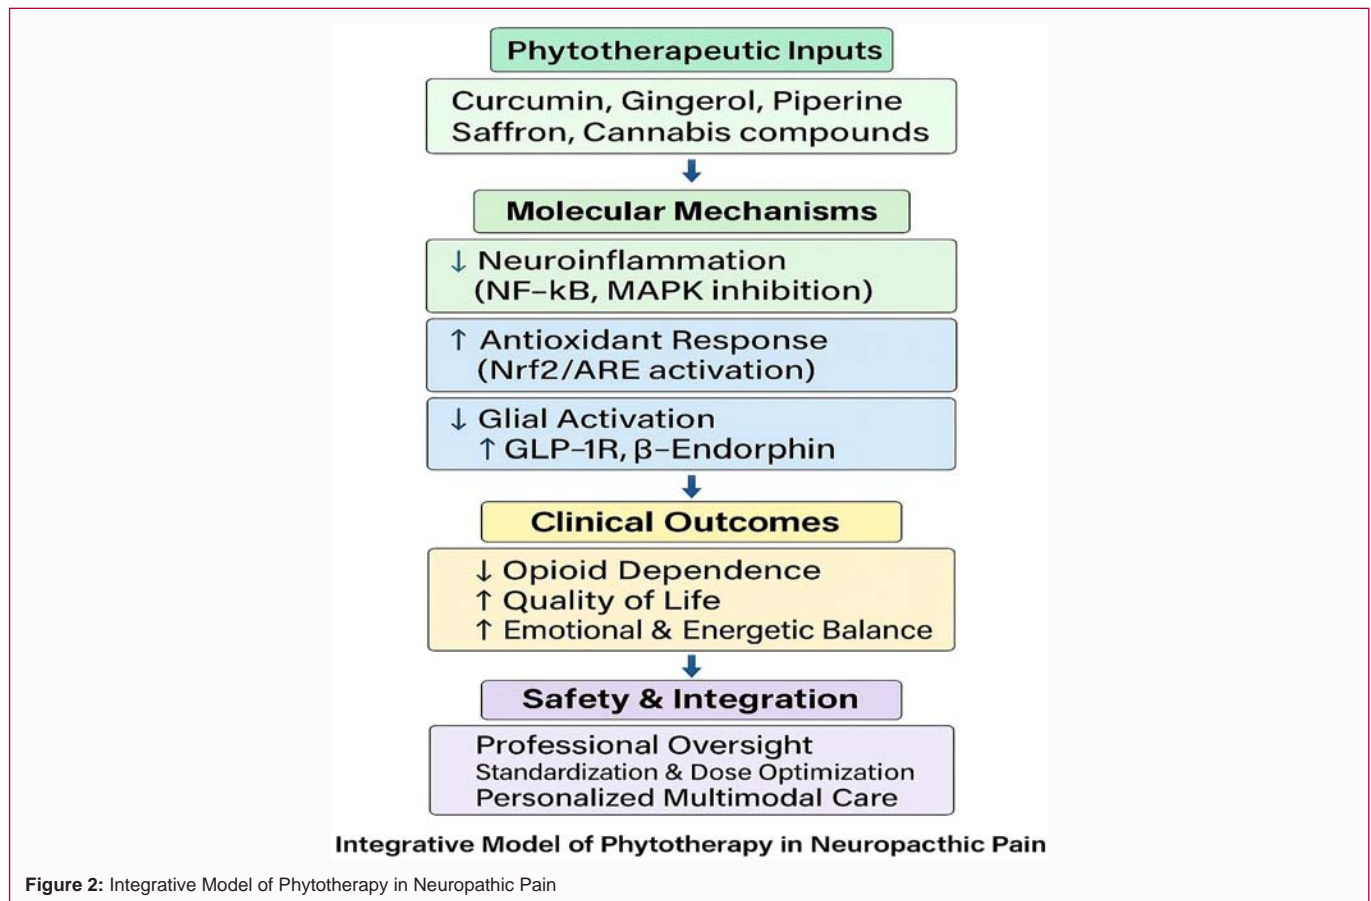 Phytotherapeutic Inputs
Curcumin, Gingerol, Piperine
Saffron, Cannabis compounds
Molecular Mechanisms
↓ Neuroinflammation
(NF–kB, MAPK inhibition)
↑ Antioxidant Response
(Nrf2/ARE activation)
↓ Glial Activation
↑ GLP–1R, β–Endorphin
Clinical Outcomes
↓ Opioid Dependence
↑ Quality of Life
↑ Emotional & Energetic Balance
Safety & Integration
Professional Oversight
Standardization & Dose Optimization
Personalized Multimodal Care
Integrative Model of Phytotherapy in Neuropacthic Pain
Figure 2: Integrative Model of Phytotherapy in Neuropathic Pain